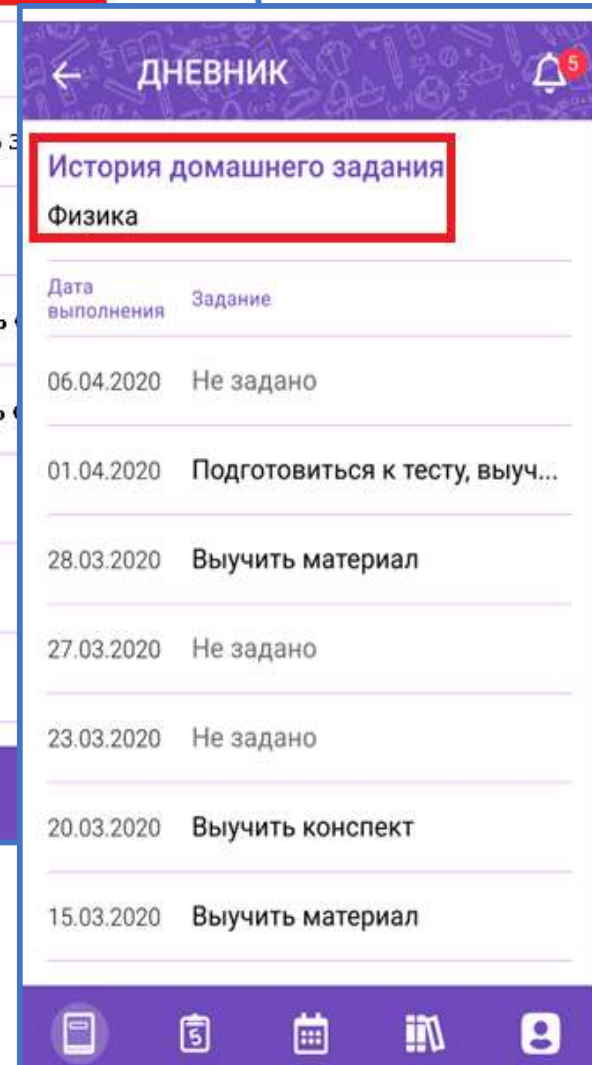 ДНЕВНИК
5
История домашнего задания
Физика
Дата
выполнения Задание
06.04.2020 Не задано
01.04.2020 Подготовиться к тесту, выуч...
28.03.2020 Выучить материал
27.03.2020 Не задано
23.03.2020 Не задано
20.03.2020 Выучить конспект
15.03.2020 Выучить материал
5